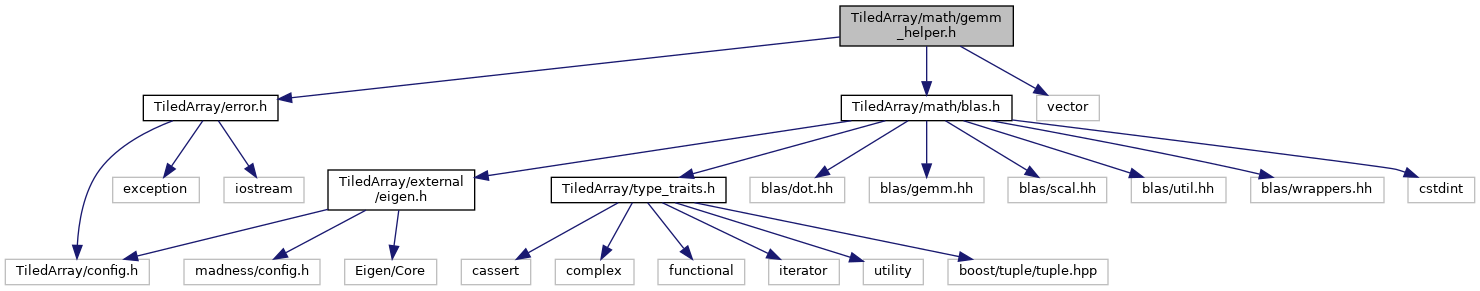 TiledArray/math/gemm
_helper.h
TiledArray/error.h
TiledArray/math/blas.h
vector
exception
iostream
TiledArray/external
/eigen.h
TiledArray/type_traits.h
blas/dot.hh
blas/gemm.hh
blas/scal.hh
blas/util.hh
blas/wrappers.hh
cstdint
TiledArray/config.h
madness/config.h
Eigen/Core
cassert
complex
functional
iterator
utility
boost/tuple/tuple.hpp